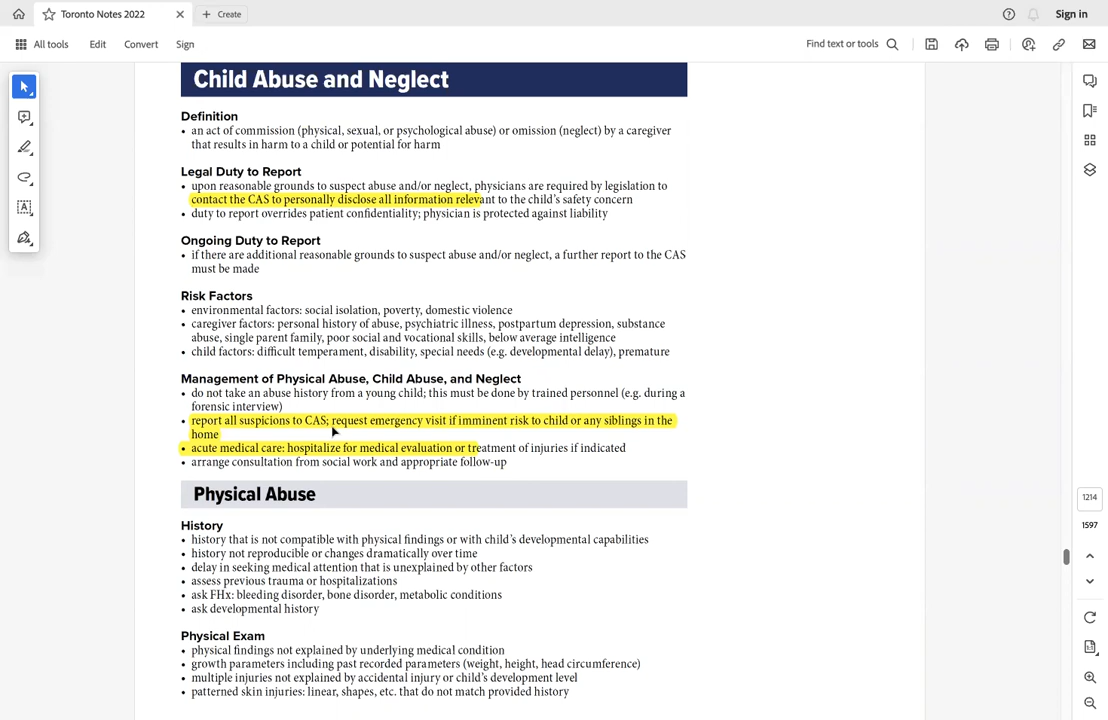 Toronto Notes 2022
Create
Sign in
All tools
Edit
Convert
Sign
Find text or tools
Child Abuse and Neglect
Definition
• an act of commission (physical, sexual, or psychological abuse) or omission (neglect) by a caregiver
that results in harm to a child or potential for harm
Legal Duty to Report
• upon reasonable grounds to suspect abuse and/or neglect, physicians are required by legislation to
contact the CAS to personally disclose all information relevant to the child's safety concern
• duty to report overrides patient confidentiality; physician is protected against liability
Ongoing Duty to Report
• if there are additional reasonable grounds to suspect abuse and/or neglect, a further report to the CAS
must be made
Risk Factors
• environmental factors: social isolation, poverty, domestic violence
• caregiver factors: personal history of abuse, psychiatric illness, postpartum depression, substance
abuse, single parent family, poor social and vocational skills, below average intelligence
• child factors: difficult temperament, disability, special needs (e.g. developmental delay), premature
Management of Physical Abuse, Child Abuse, and Neglect
• do not take an abuse history from a young child; this must be done by trained personnel (e.g. during a
forensic interview)
• report all suspicions to CAS; request emergency visit if imminent risk to child or any siblings in the
home
• acute medical care: hospitalize for medical evaluation or treatment of injuries if indicated
• arrange consultation from social work and appropriate follow-up
Physical Abuse
History
• history that is not compatible with physical findings or with child's developmental capabilities
• history not reproducible or changes dramatically over time
• delay in seeking medical attention that is unexplained by other factors
• assess previous trauma or hospitalizations
• ask FHx: bleeding disorder, bone disorder, metabolic conditions
• ask developmental history
Physical Exam
• physical findings not explained by underlying medical condition
• growth parameters including past recorded parameters (weight, height, head circumference)
• multiple injuries not explained by accidental injury or child's development level
• patterned skin injuries: linear, shapes, etc. that do not match provided history
1214
1597